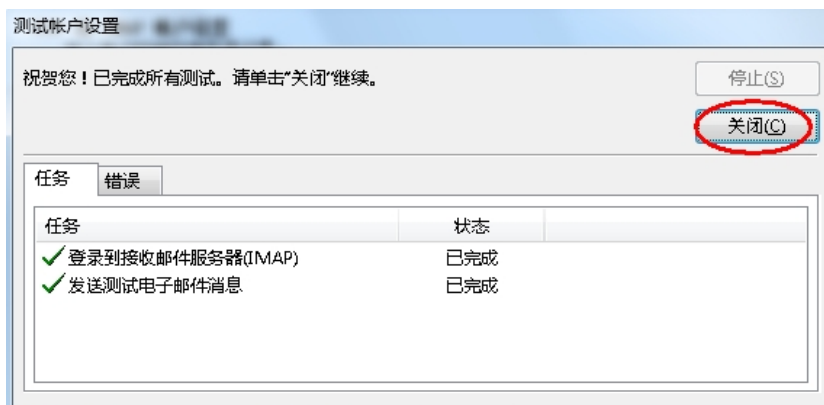 测试帐户设置
祝贺您！已完成所有测试。请单击"关闭"继续。
停止(S)
关闭(C)
任务 错误
任务 状态
登录到接收邮件服务器(IMAP) 已完成
发送测试电子邮件消息 已完成